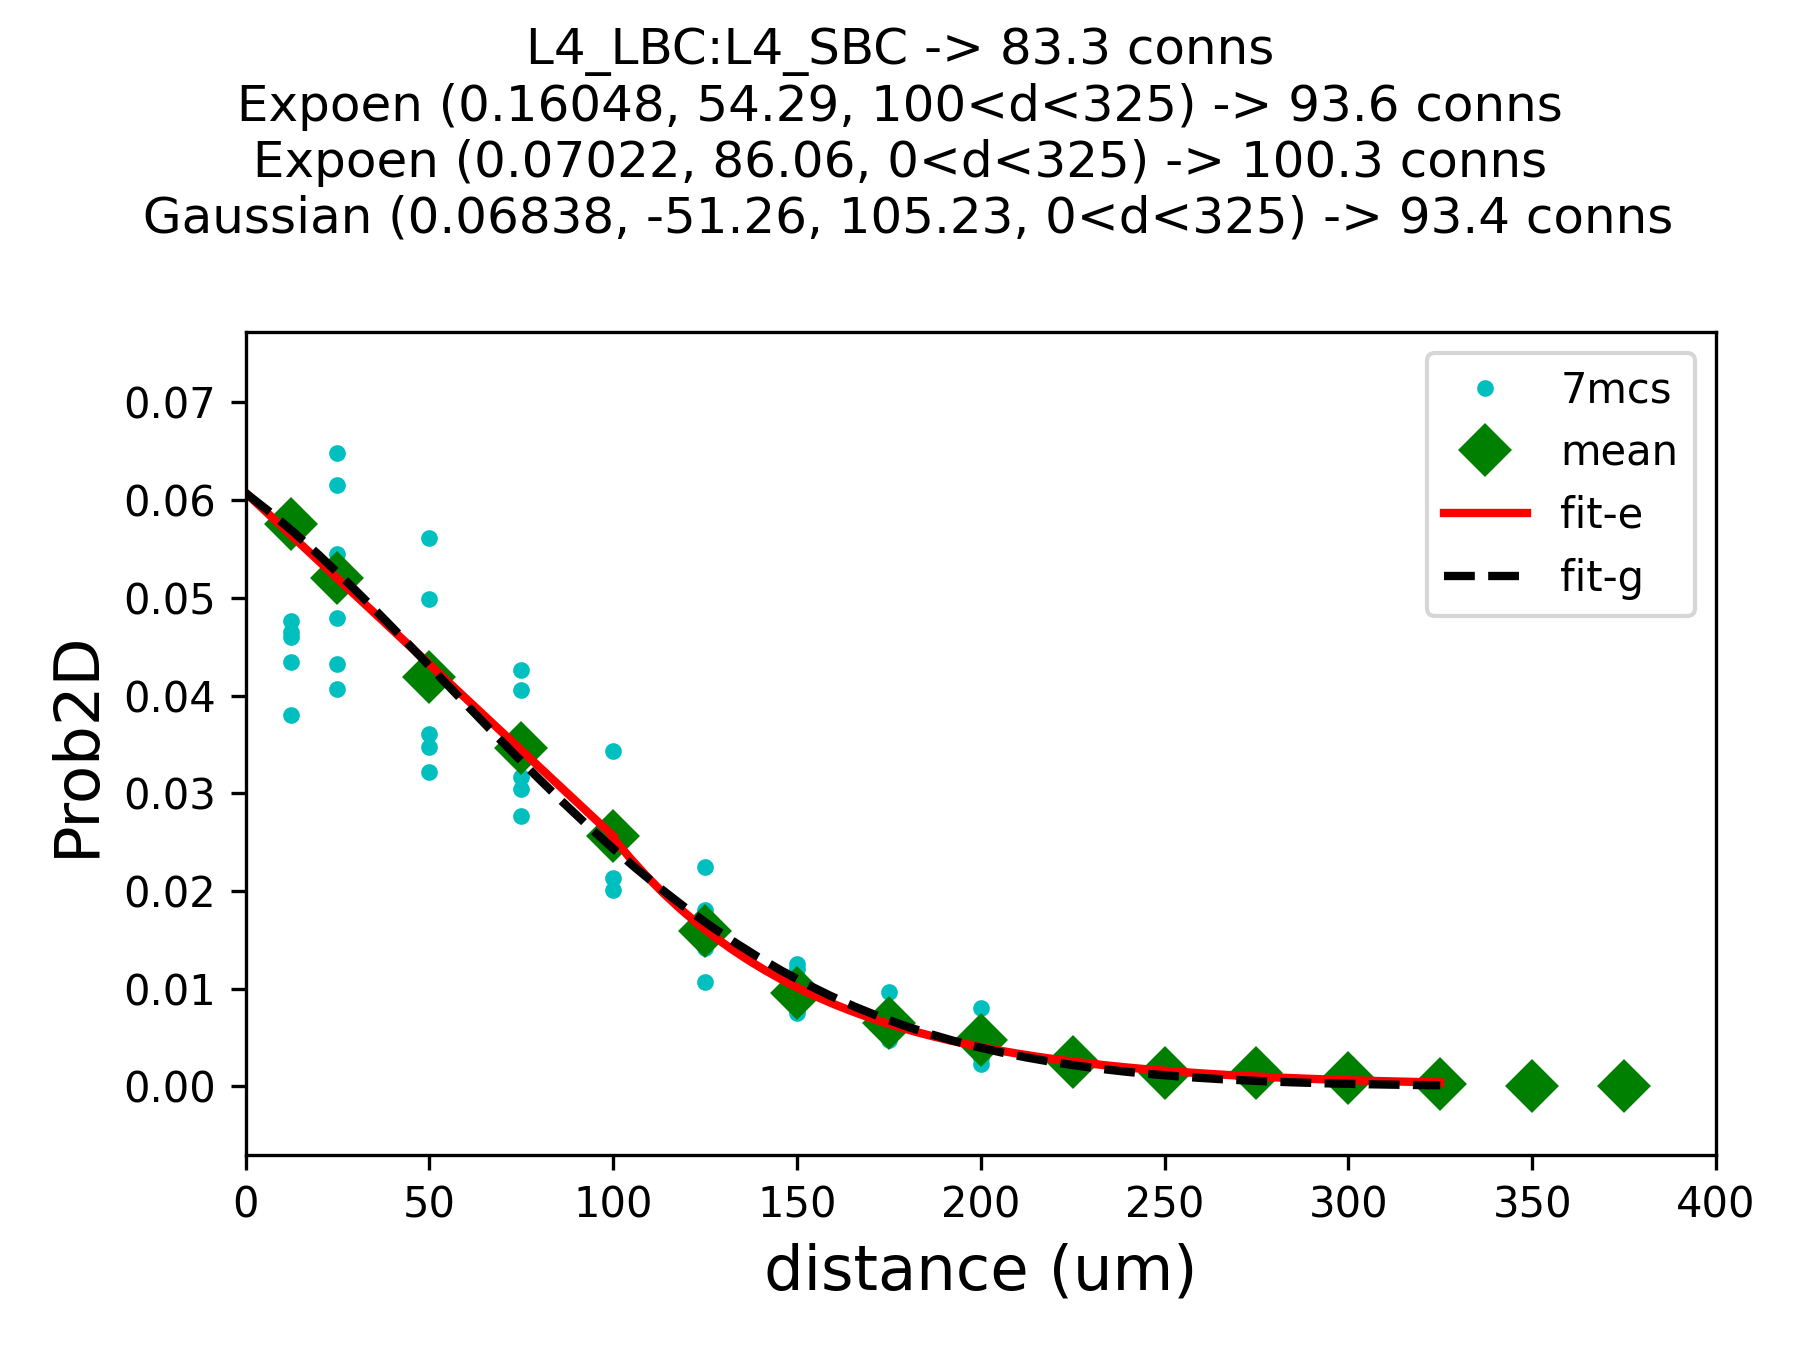 L4_LBC:L4_SBC -> 83.3 conns
Expoen (0.16048, 54.29, 100<d<325) -> 93.6 conns
Expoen (0.07022, 86.06, 0<d<325) -> 100.3 conns
Gaussian (0.06838, -51.26, 105.23, 0<d<325) -> 93.4 conns
7mcs
mean
fit-e
fit-g
Prob2D
0.07
0.06
0.05
0.04
0.03
0.02
0.01
0.00
0 50 100 150 200 250 300 350 400
distance (um)